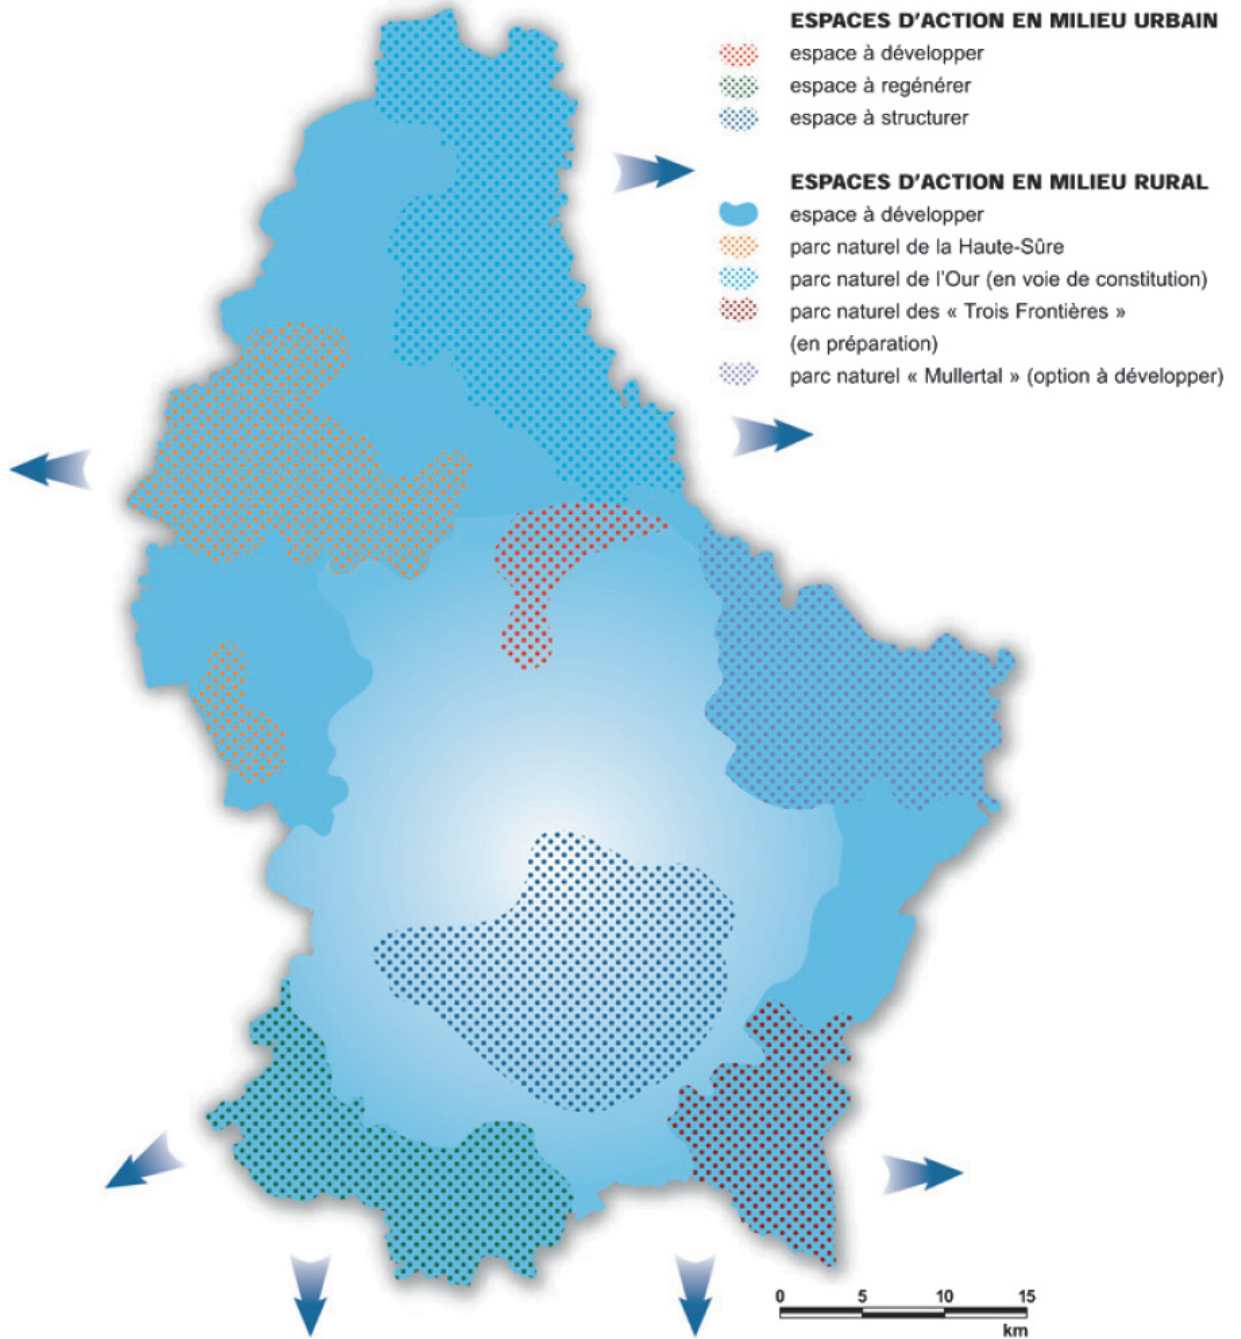 ESPACES D'ACTION EN MILIEU URBAIN
espace à développer
espace à regénérer
espace à structurer
ESPACES D'ACTION EN MILIEU RURAL
espace à développer
parc naturel de la Haute-Sûre
parc naturel de l'Our (en voie de constitution)
parc naturel des « Trois Frontières »
(en préparation)
parc naturel « Mullertal » (option à développer)
0 5 10 15
km